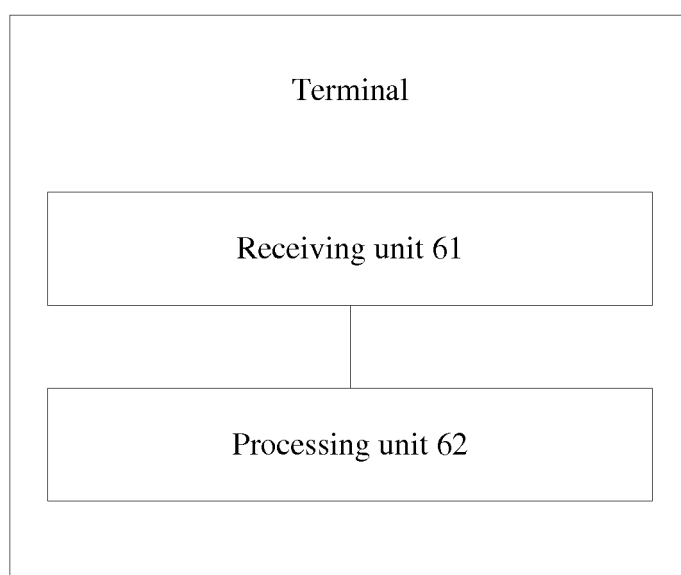 Terminal
Receiving unit 61
Processing unit 62